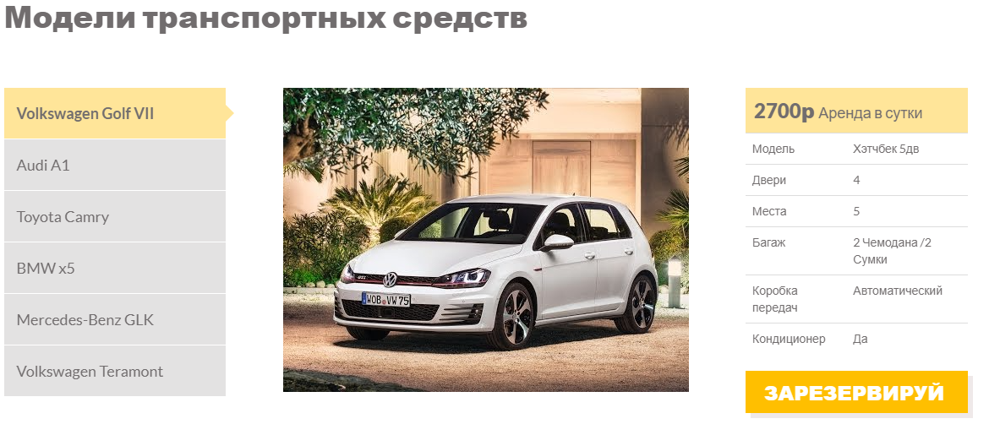 Модели транспортных средств
Volkswagen Golf VII
Audi A1
Toyota Camry
BMW x5
Mercedes-Benz GLK
Volkswagen Teramont
GTI
WOB VW 75
2700р Аренда в сутки
Модель Хэтчбек 5дв
Двери 4
Места 5
Багаж 2 Чемодана /2
Сумки
Коробка Автоматический
передач
Кондиционер Да
ЗАРЕЗЕРВИРУЙ